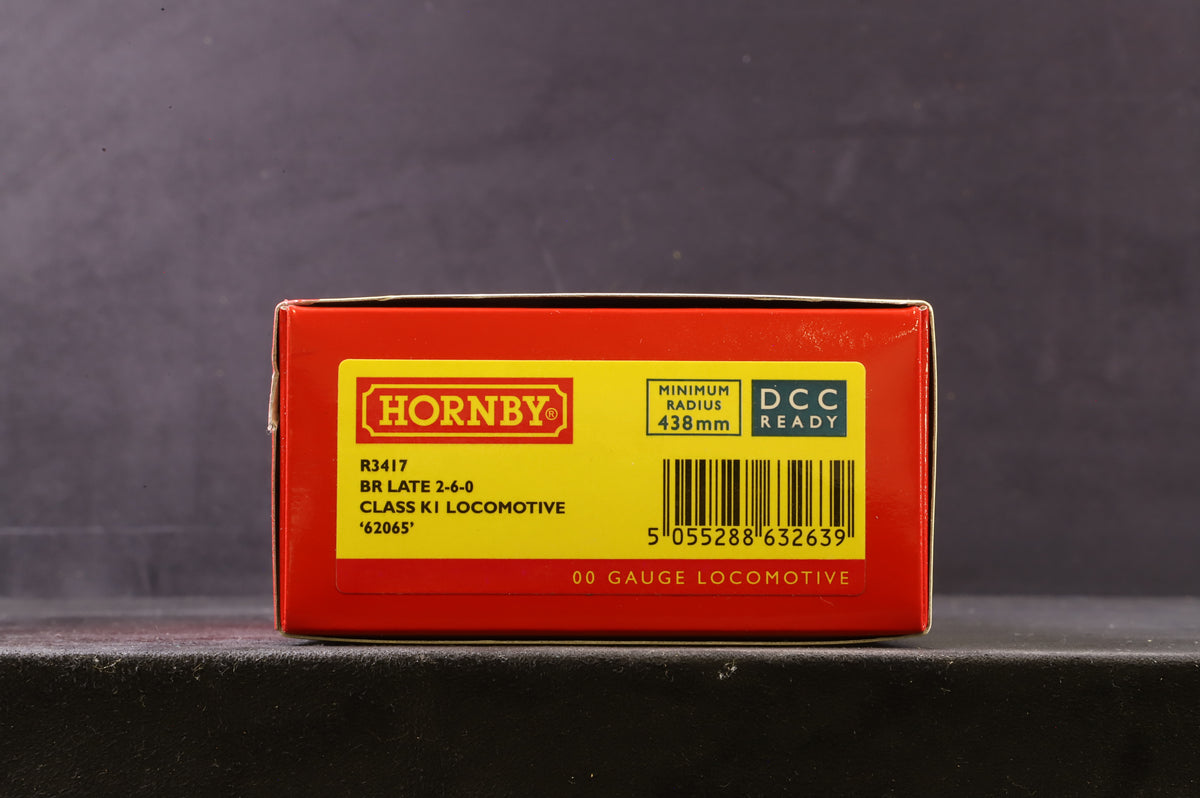 HORNBY®
MINIMUM
RADIUS
438mm
DCC
READY
R3417
BR LATE 2-6-0
CLASS K1 LOCOMOTIVE
‘62065’
5 055288 632639
00 GAUGE LOCOMOTIVE